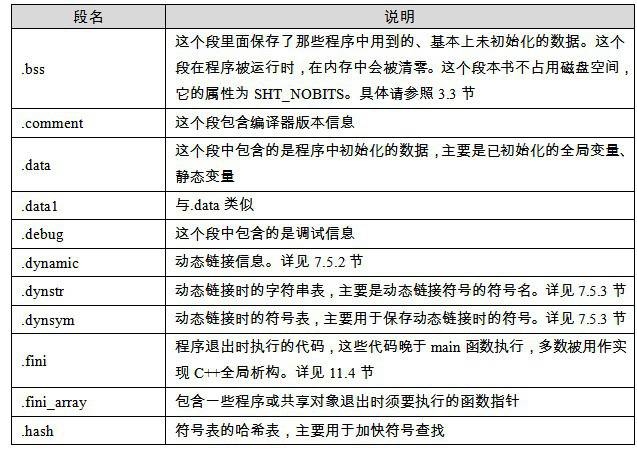 段名 说明
.bss 这个段里面保存了那些程序中用到的、基本上未初始化的数据。这个
段在程序被运行时，在内存中会被清零。这个段本书不占用磁盘空间，
它的属性为 SHT_NOBITS。具体请参照 3.3 节
.comment 这个段包含编译器版本信息
.data 这个段中包含的是程序中初始化的数据，主要是已初始化的全局变量、
静态变量
.data1 与.data 类似
.debug 这个段中包含的是调试信息
.dynamic 动态链接信息。详见 7.5.2 节
.dynstr 动态链接时的字符串表，主要是动态链接符号的符号名。详见 7.5.3 节
.dynsym 动态链接时的符号表，主要用于保存动态链接时的符号。详见 7.5.3 节
.fini 程序退出时执行的代码，这些代码晚于 main 函数执行，多数被用作实
现 C++全局析构。详见 11.4 节
.fini_array 包含一些程序或共享对象退出时须要执行的函数指针
.hash 符号表的哈希表，主要用于加快符号查找